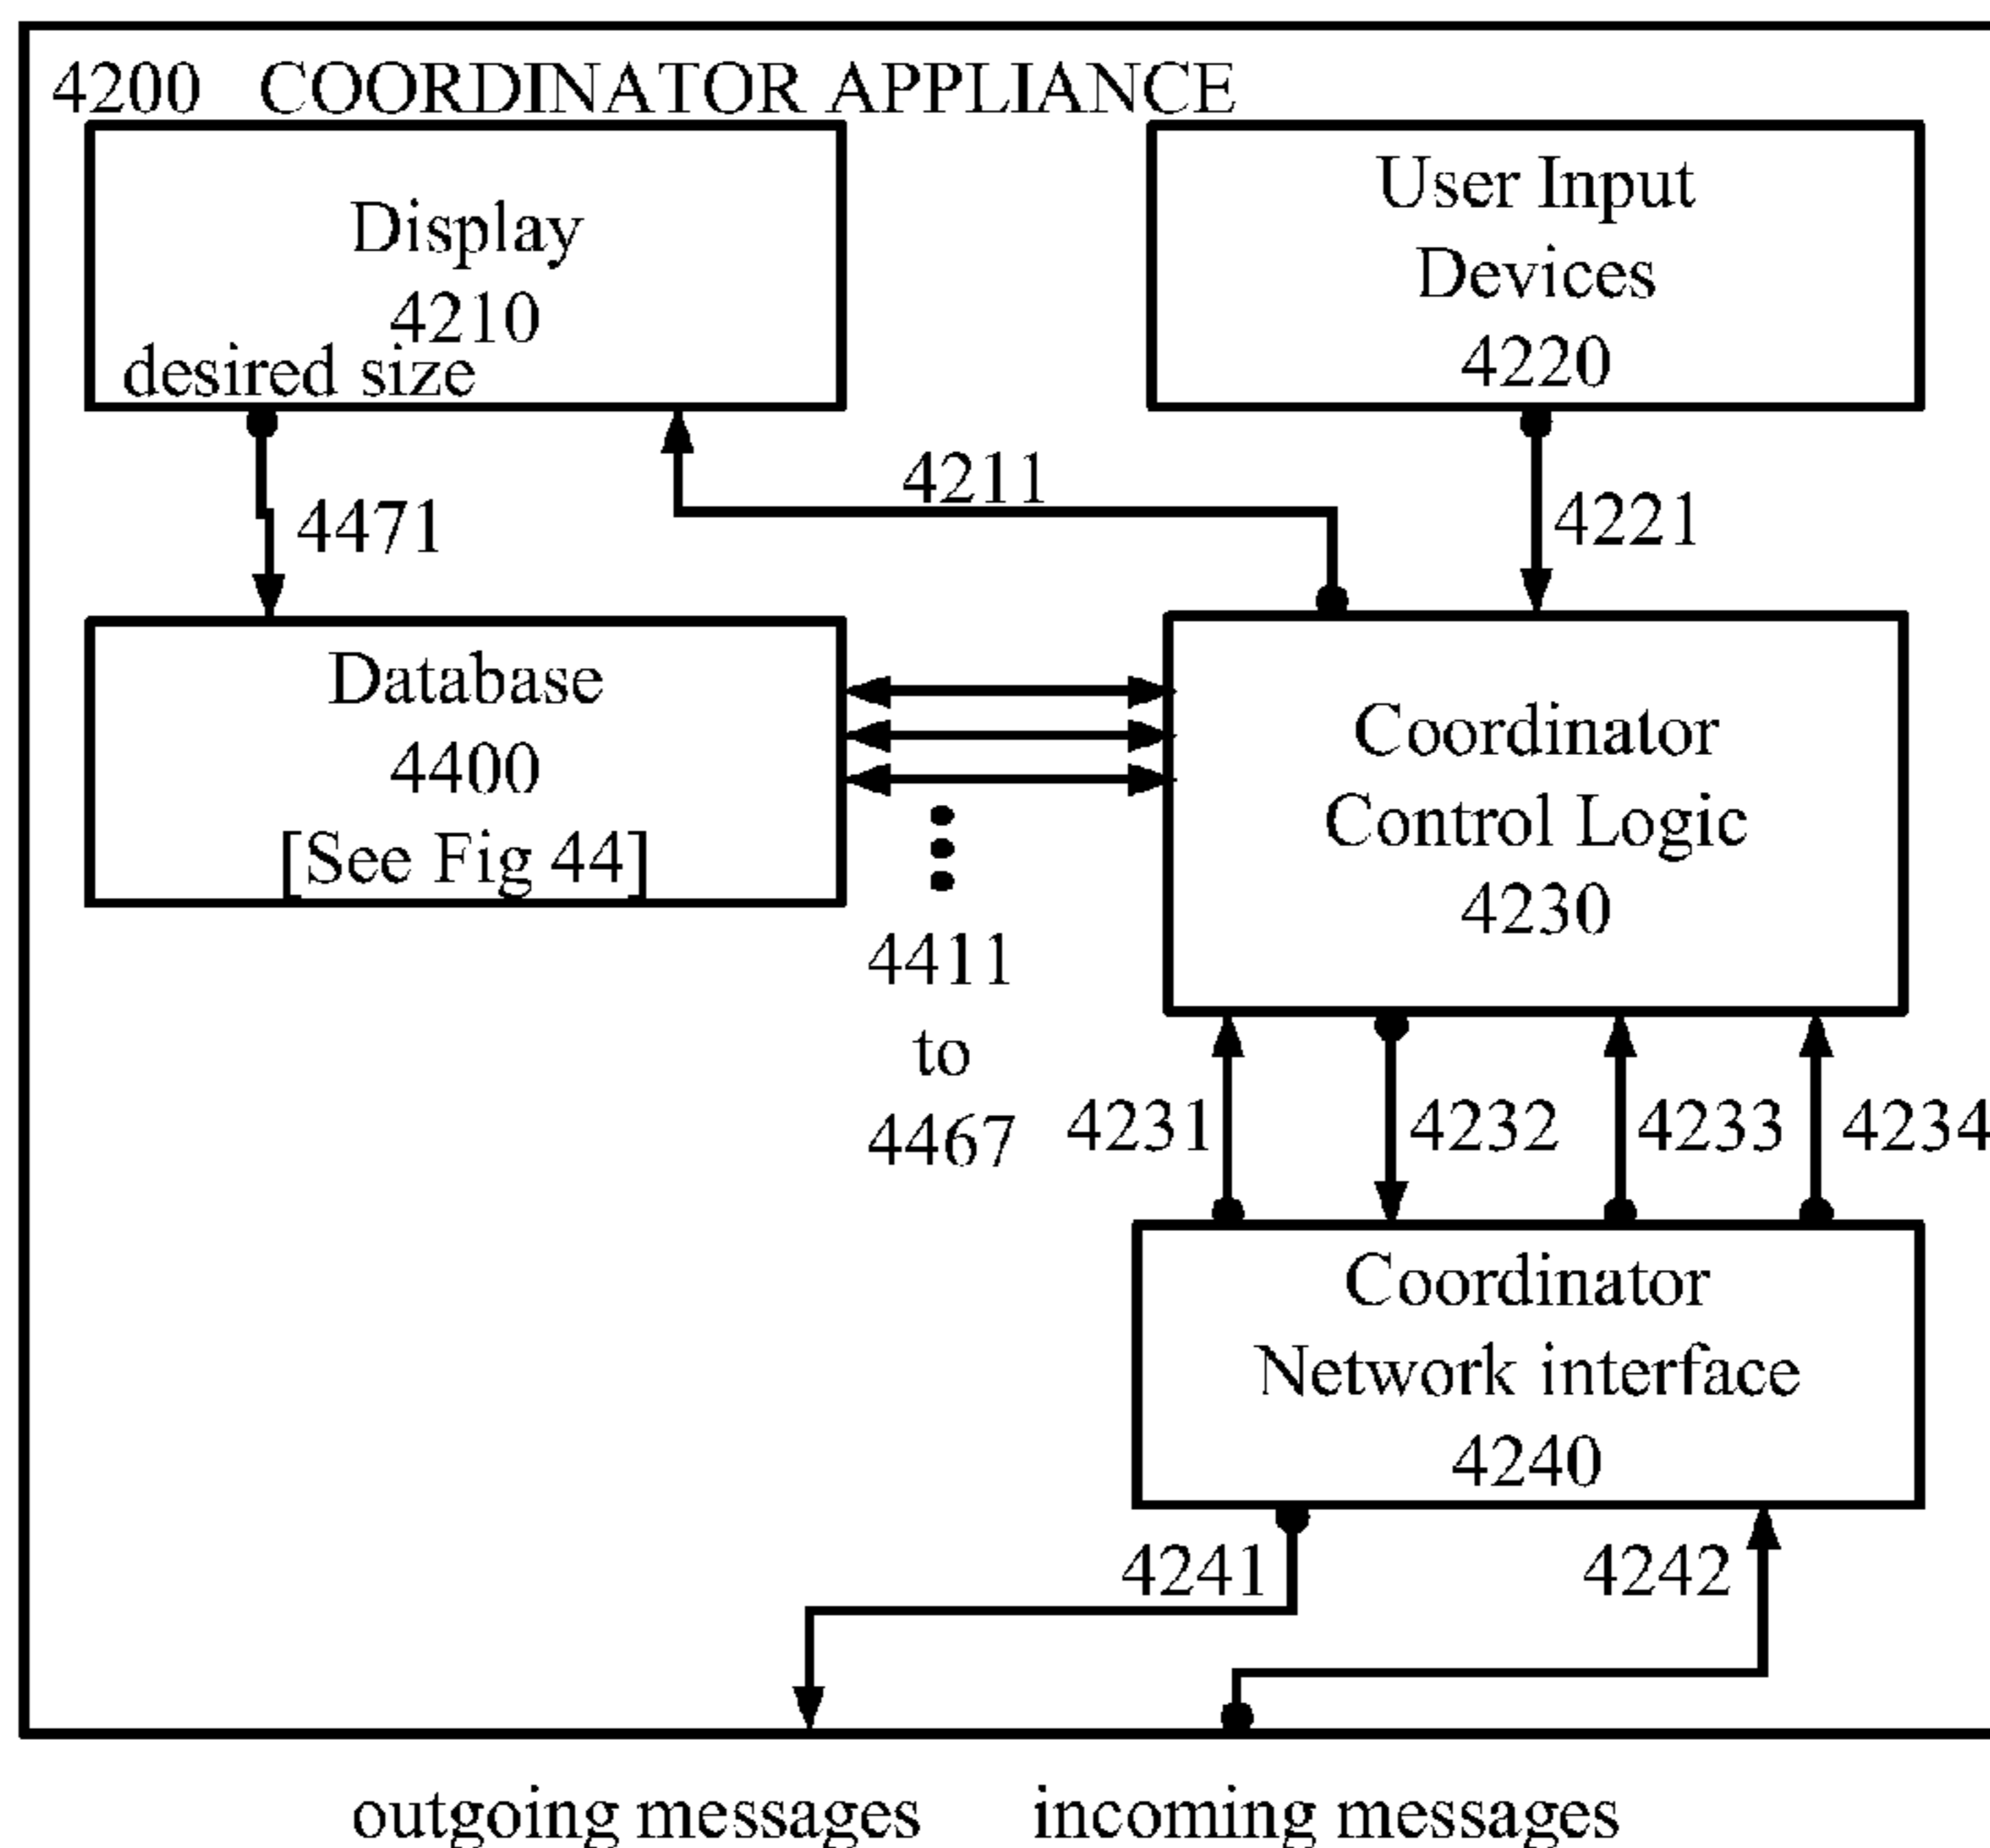 4200 COORDINATOR APPLIANCE
Display
4210
desired size
User Input
Devices
4220
4211
4471
4221
Database
4400
[See Fig 44]
Coordinator
Control Logic
4230
4411
to
4467
4231
4232
4233
4234
Coordinator
Network interface
4240
4241
4242
outgoing messages
incoming messages